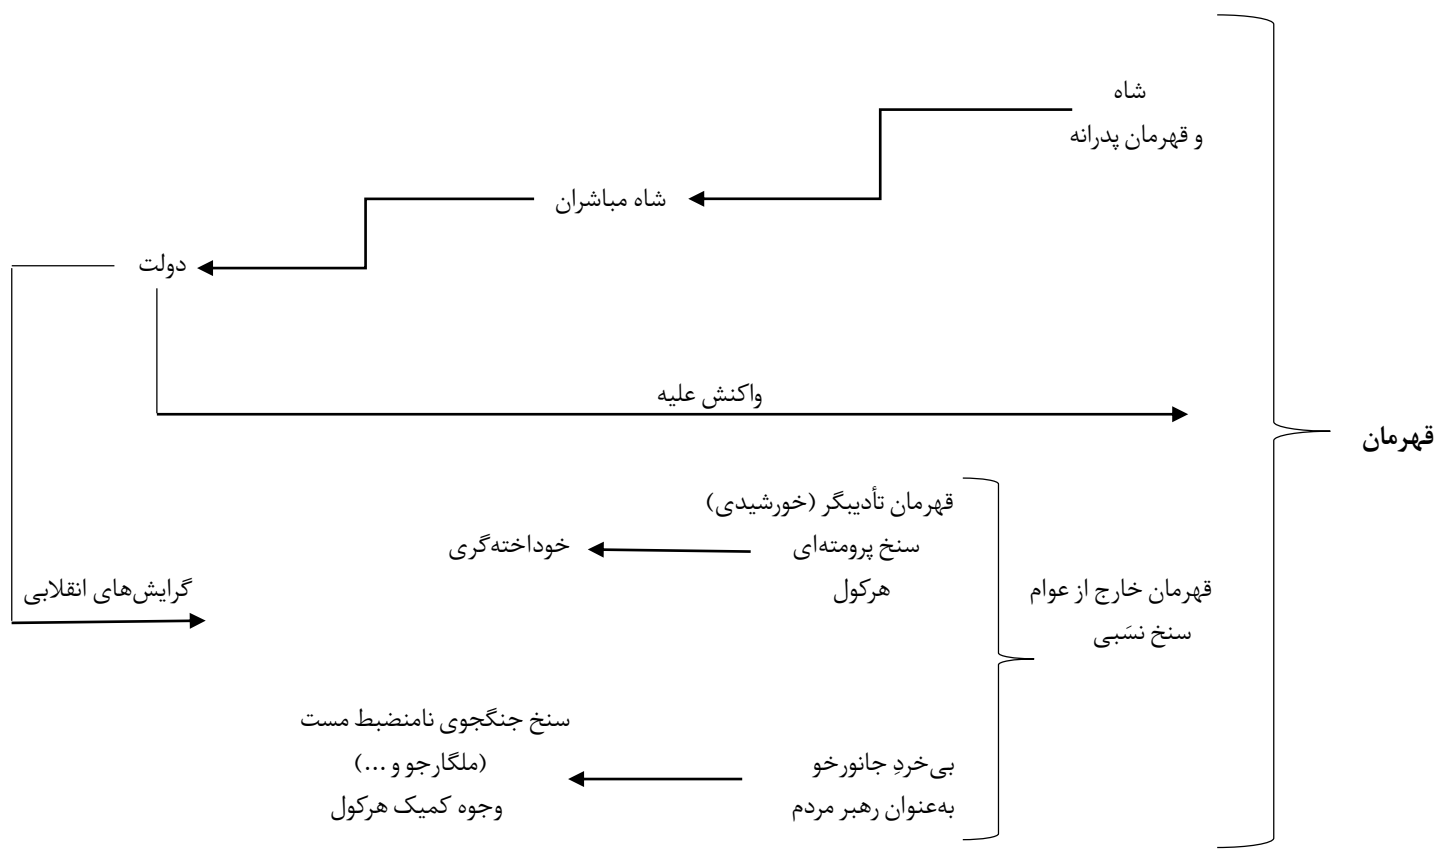 شاه
و قهرمان پدرانه
شاه مباشران
دولت
واکنش علیه
قهرمان
قهرمان تأدیبگر (خورشیدی)
سنخ پرومته‌ای
خوداخته‌گری
هرکول
قهرمان خارج از عوام
سنخ نسَبی
گرایش‌های انقلابی
سنخ جنگجوی نامنضبط مست
(ملگارجو و ...)
وجوه کمیک هرکول
بی‌خردِ جانورخو
به‌عنوان رهبر مردم